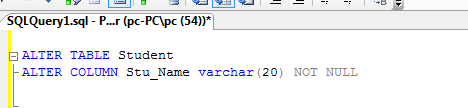 SQLQuery1.sql - P...r (pc-PC\pc (54))*
ALTER TABLE Student
ALTER COLUMN Stu_Name varchar(20) NOT NULL